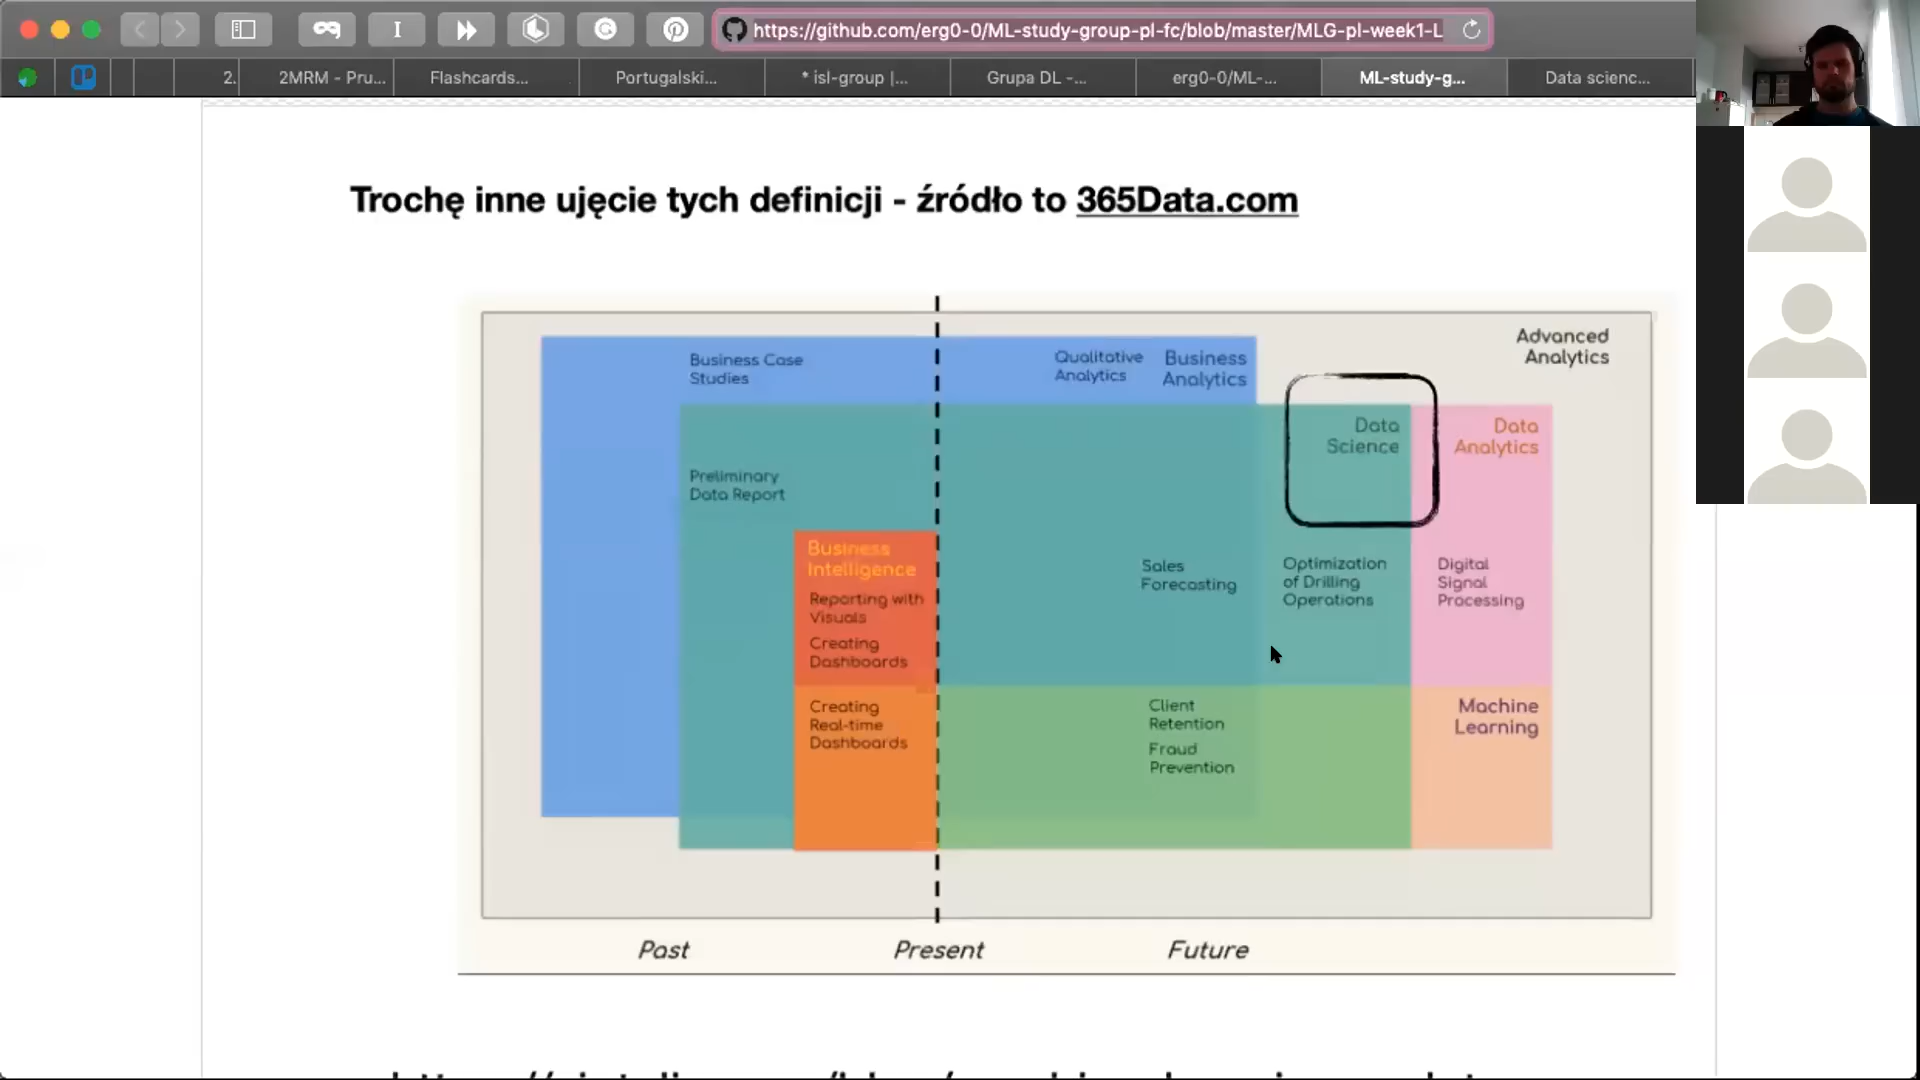 https://github.com/erg0-0/ML-study-group-pl-fc/blob/master/MLG-pl-week1-L
2.
2MRM - Pru...
Flashcards...
Portugalski...
* isl-group |...
Grupa DL -...
erg0-0/ML-...
ML-study-g...
Data scienc...
Trochę inne ujęcie tych definicji - źródło to 365Data.com
Advanced
Analytics
Business Case
Studies
Qualitative
Analytics
Business
Analytics
Data
Science
Data
Analytics
Preliminary
Data Report
Business
Intelligence
Reporting with
Visuals
Creating
Dashboards
Sales
Forecasting
Optimization
of Drilling
Operations
Digital
Signal
Processing
Creating
Real-time
Dashboards
Client
Retention
Fraud
Prevention
Machine
Learning
Past
Present
Future